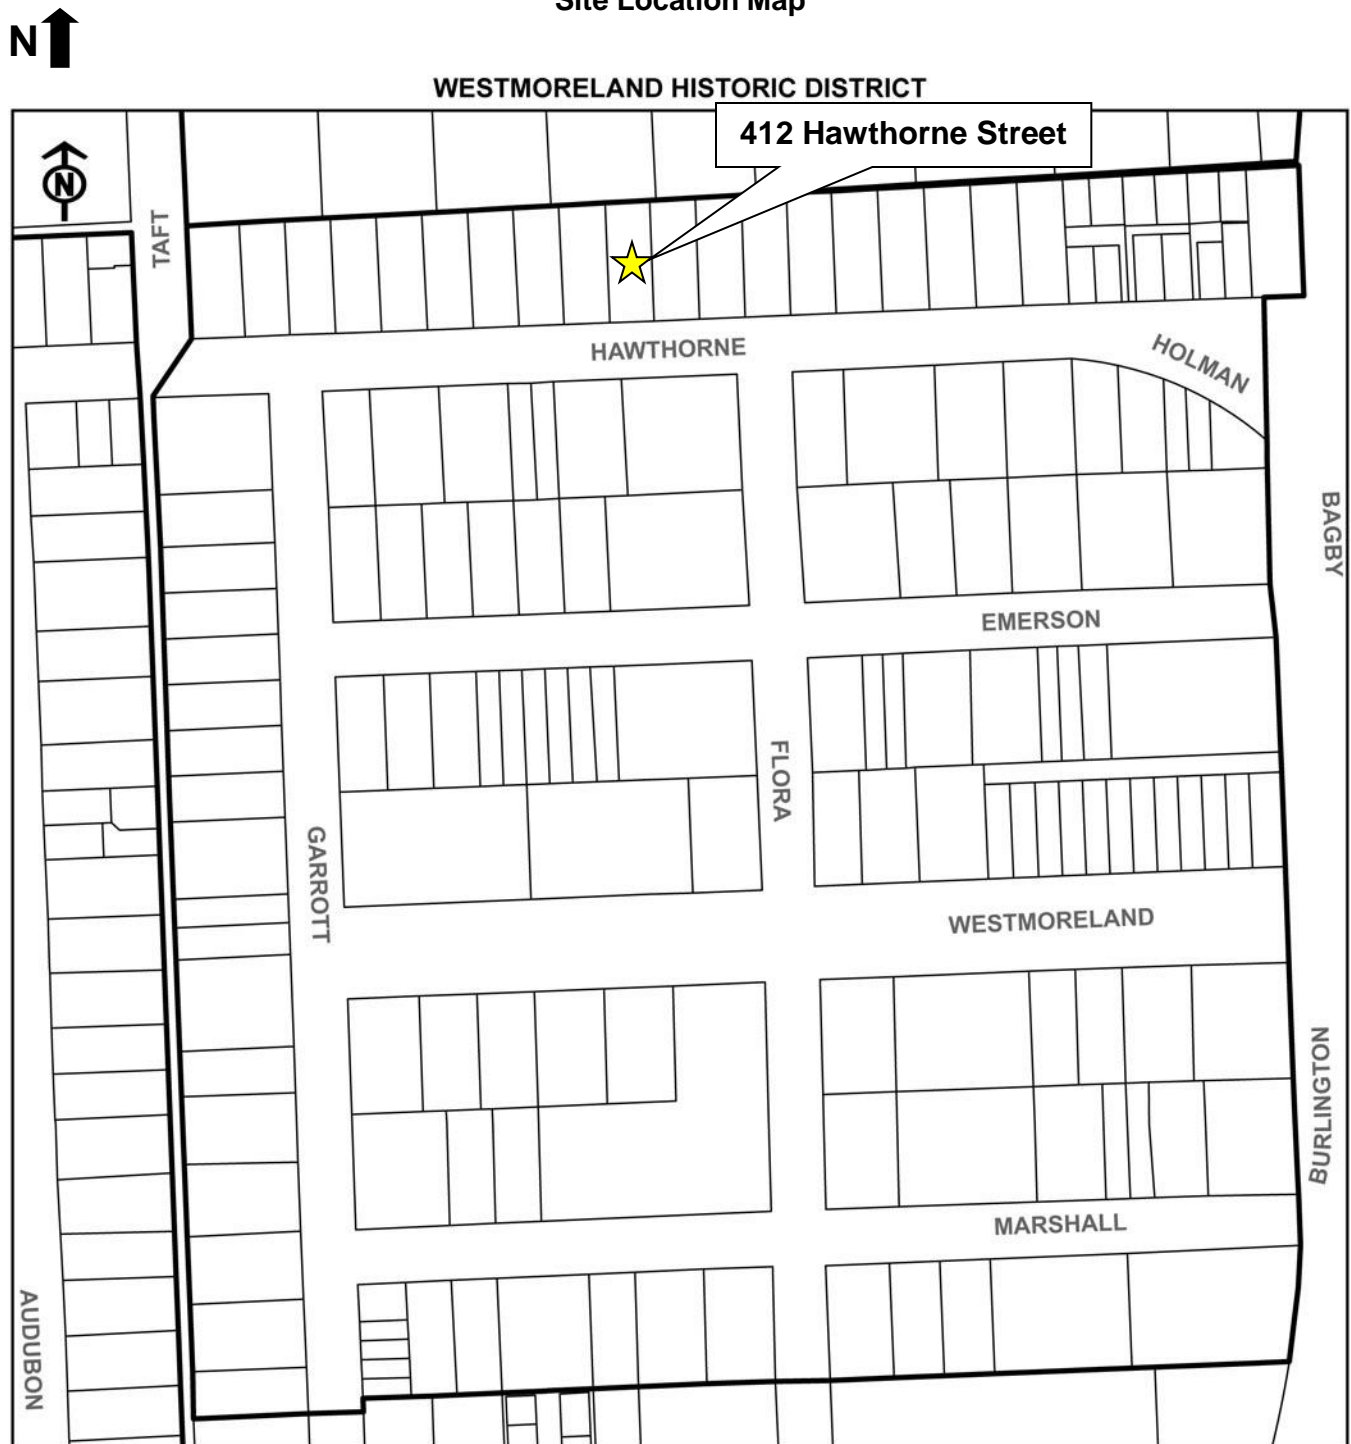 Site Location Map
N
WESTMORELAND HISTORIC DISTRICT
412 Hawthorne Street
N
TAFT
HAWTHORNE
HOLMAN
BAGBY
EMERSON
FLORA
GARROTT
WESTMORELAND
BURLINGTON
MARSHALL
AUDUBON